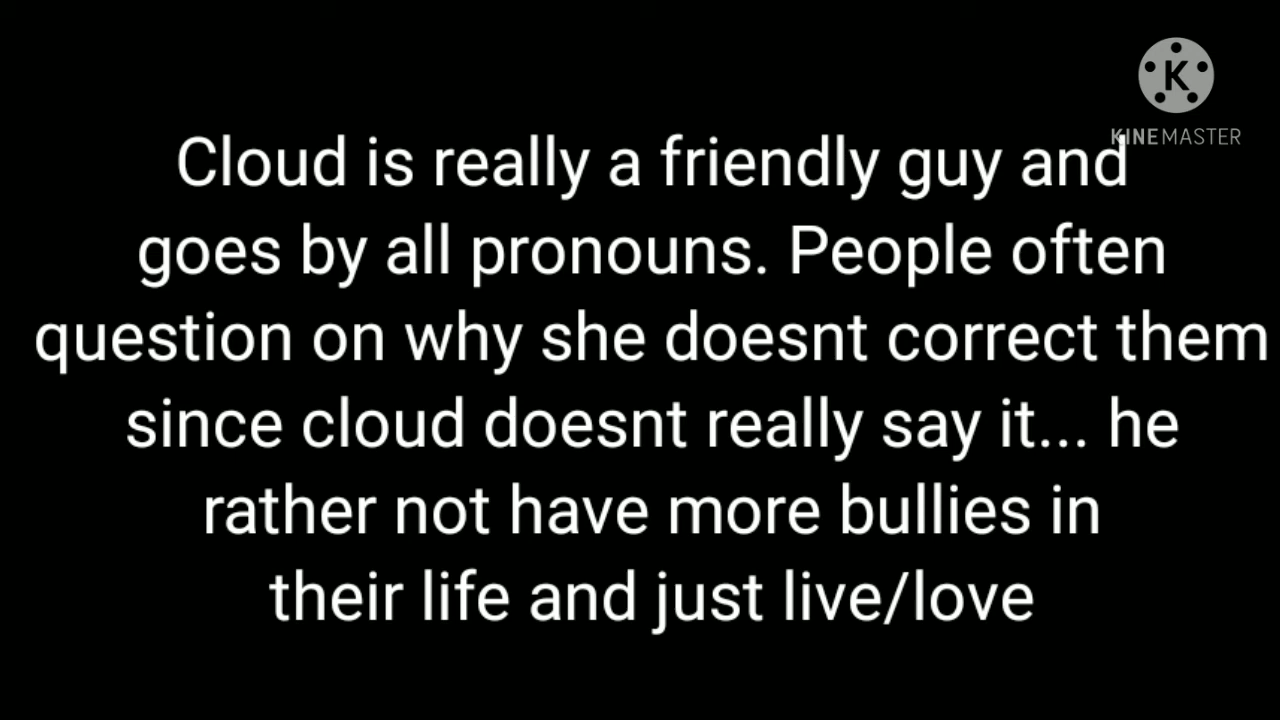 K
KINEMASTER
Cloud is really a friendly guy and
goes by all pronouns. People often
question on why she doesnt correct them
since cloud doesnt really say it... he
rather not have more bullies in
their life and just live/love